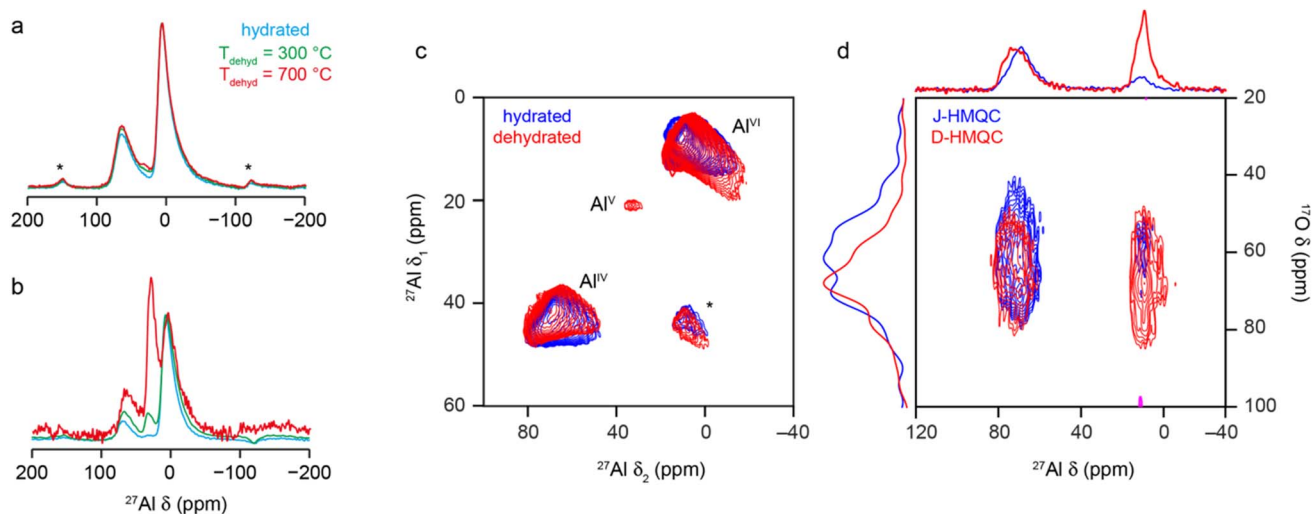 a
hydrated
T_dehyd = 300 °C
T_dehyd = 700 °C
*
*
200 100 0 −100 −200
b
200 100 0 −100 −200
²⁷Al δ (ppm)
c
0
20
40
60
²⁷Al δ₁ (ppm)
hydrated
dehydrated
Alⱽᴵ
Alⱽ
Alᴵⱽ
*
80 40 0 −40
²⁷Al δ₂ (ppm)
d
J-HMQC
D-HMQC
20
40
60
80
100
¹⁷O δ (ppm)
120 80 40 0 −40
²⁷Al δ (ppm)